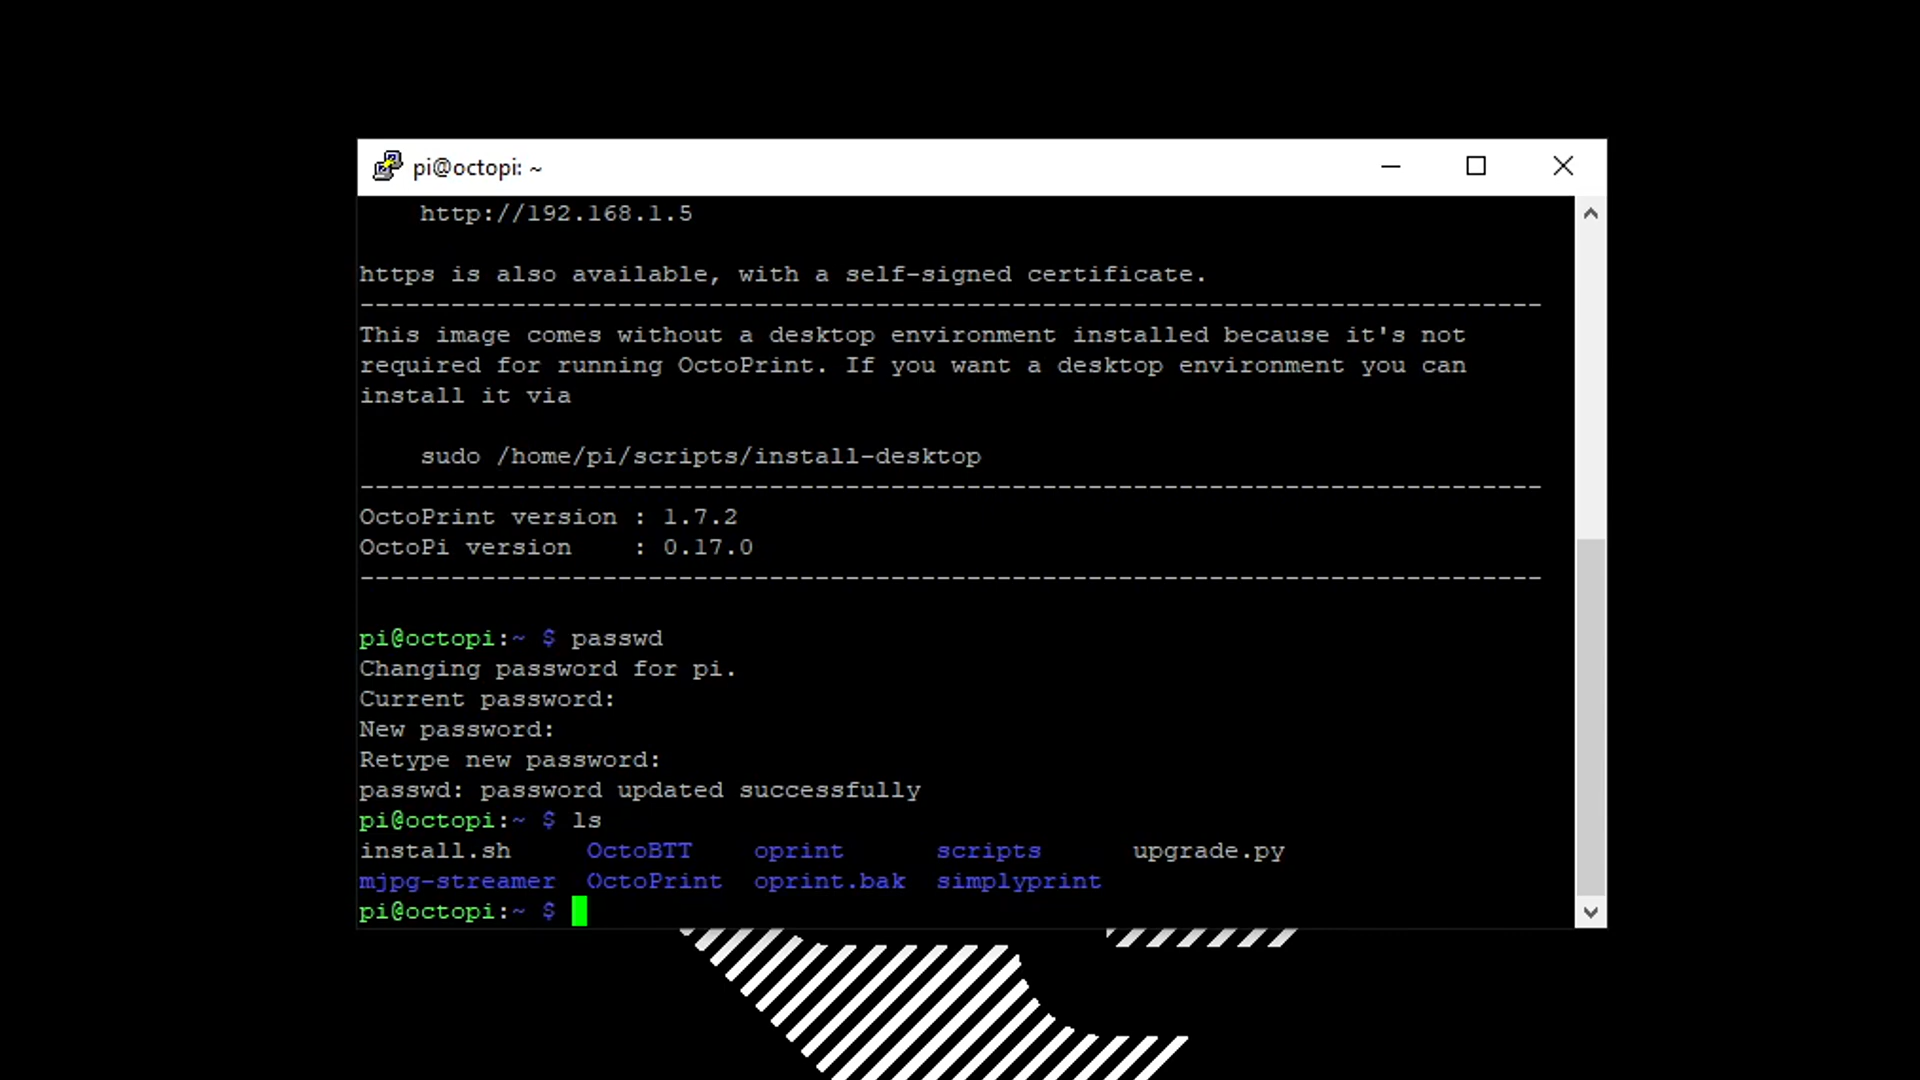 pi@octopi: ~
http://192.168.1.5
https is also available, with a self-signed certificate.
--------------------------------------------------------------------------------
This image comes without a desktop environment installed because it's not
required for running OctoPrint. If you want a desktop environment you can
install it via
sudo /home/pi/scripts/install-desktop
--------------------------------------------------------------------------------
OctoPrint version : 1.7.2
OctoPi version    : 0.17.0
--------------------------------------------------------------------------------
pi@octopi:~ $ passwd
Changing password for pi.
Current password:
New password:
Retype new password:
passwd: password updated successfully
pi@octopi:~ $ ls
install.sh     OctoBTT    oprint      scripts      upgrade.py
mjpg-streamer  OctoPrint  oprint.bak  simplyprint
pi@octopi:~ $